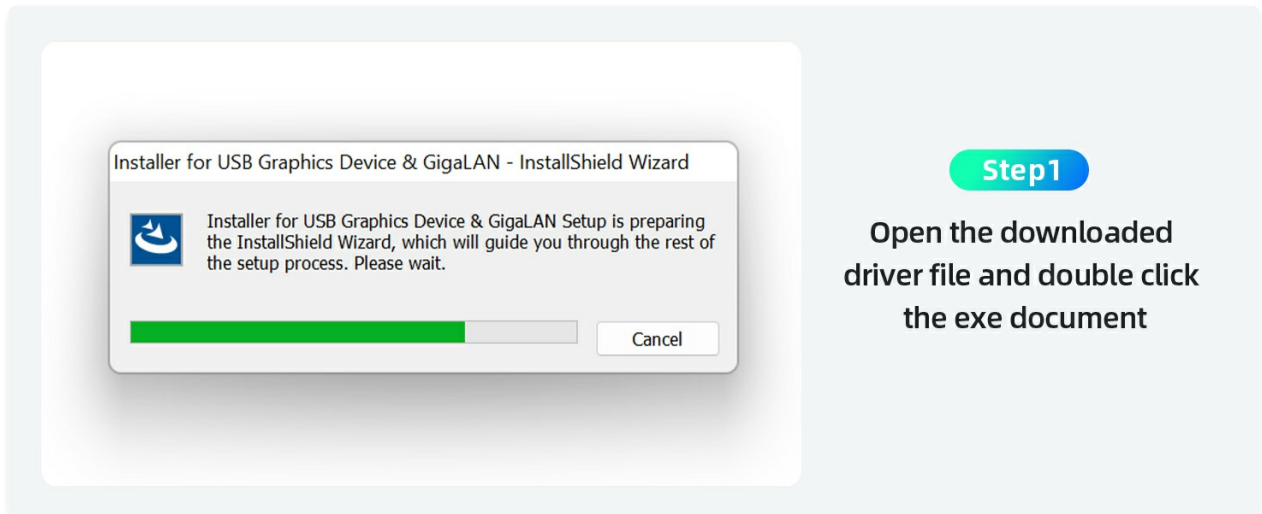 Installer for USB Graphics Device & GigaLAN - InstallShield Wizard
Installer for USB Graphics Device & GigaLAN Setup is preparing
the InstallShield Wizard, which will guide you through the rest of
the setup process. Please wait.
Cancel
Step1
Open the downloaded
driver file and double click
the exe document